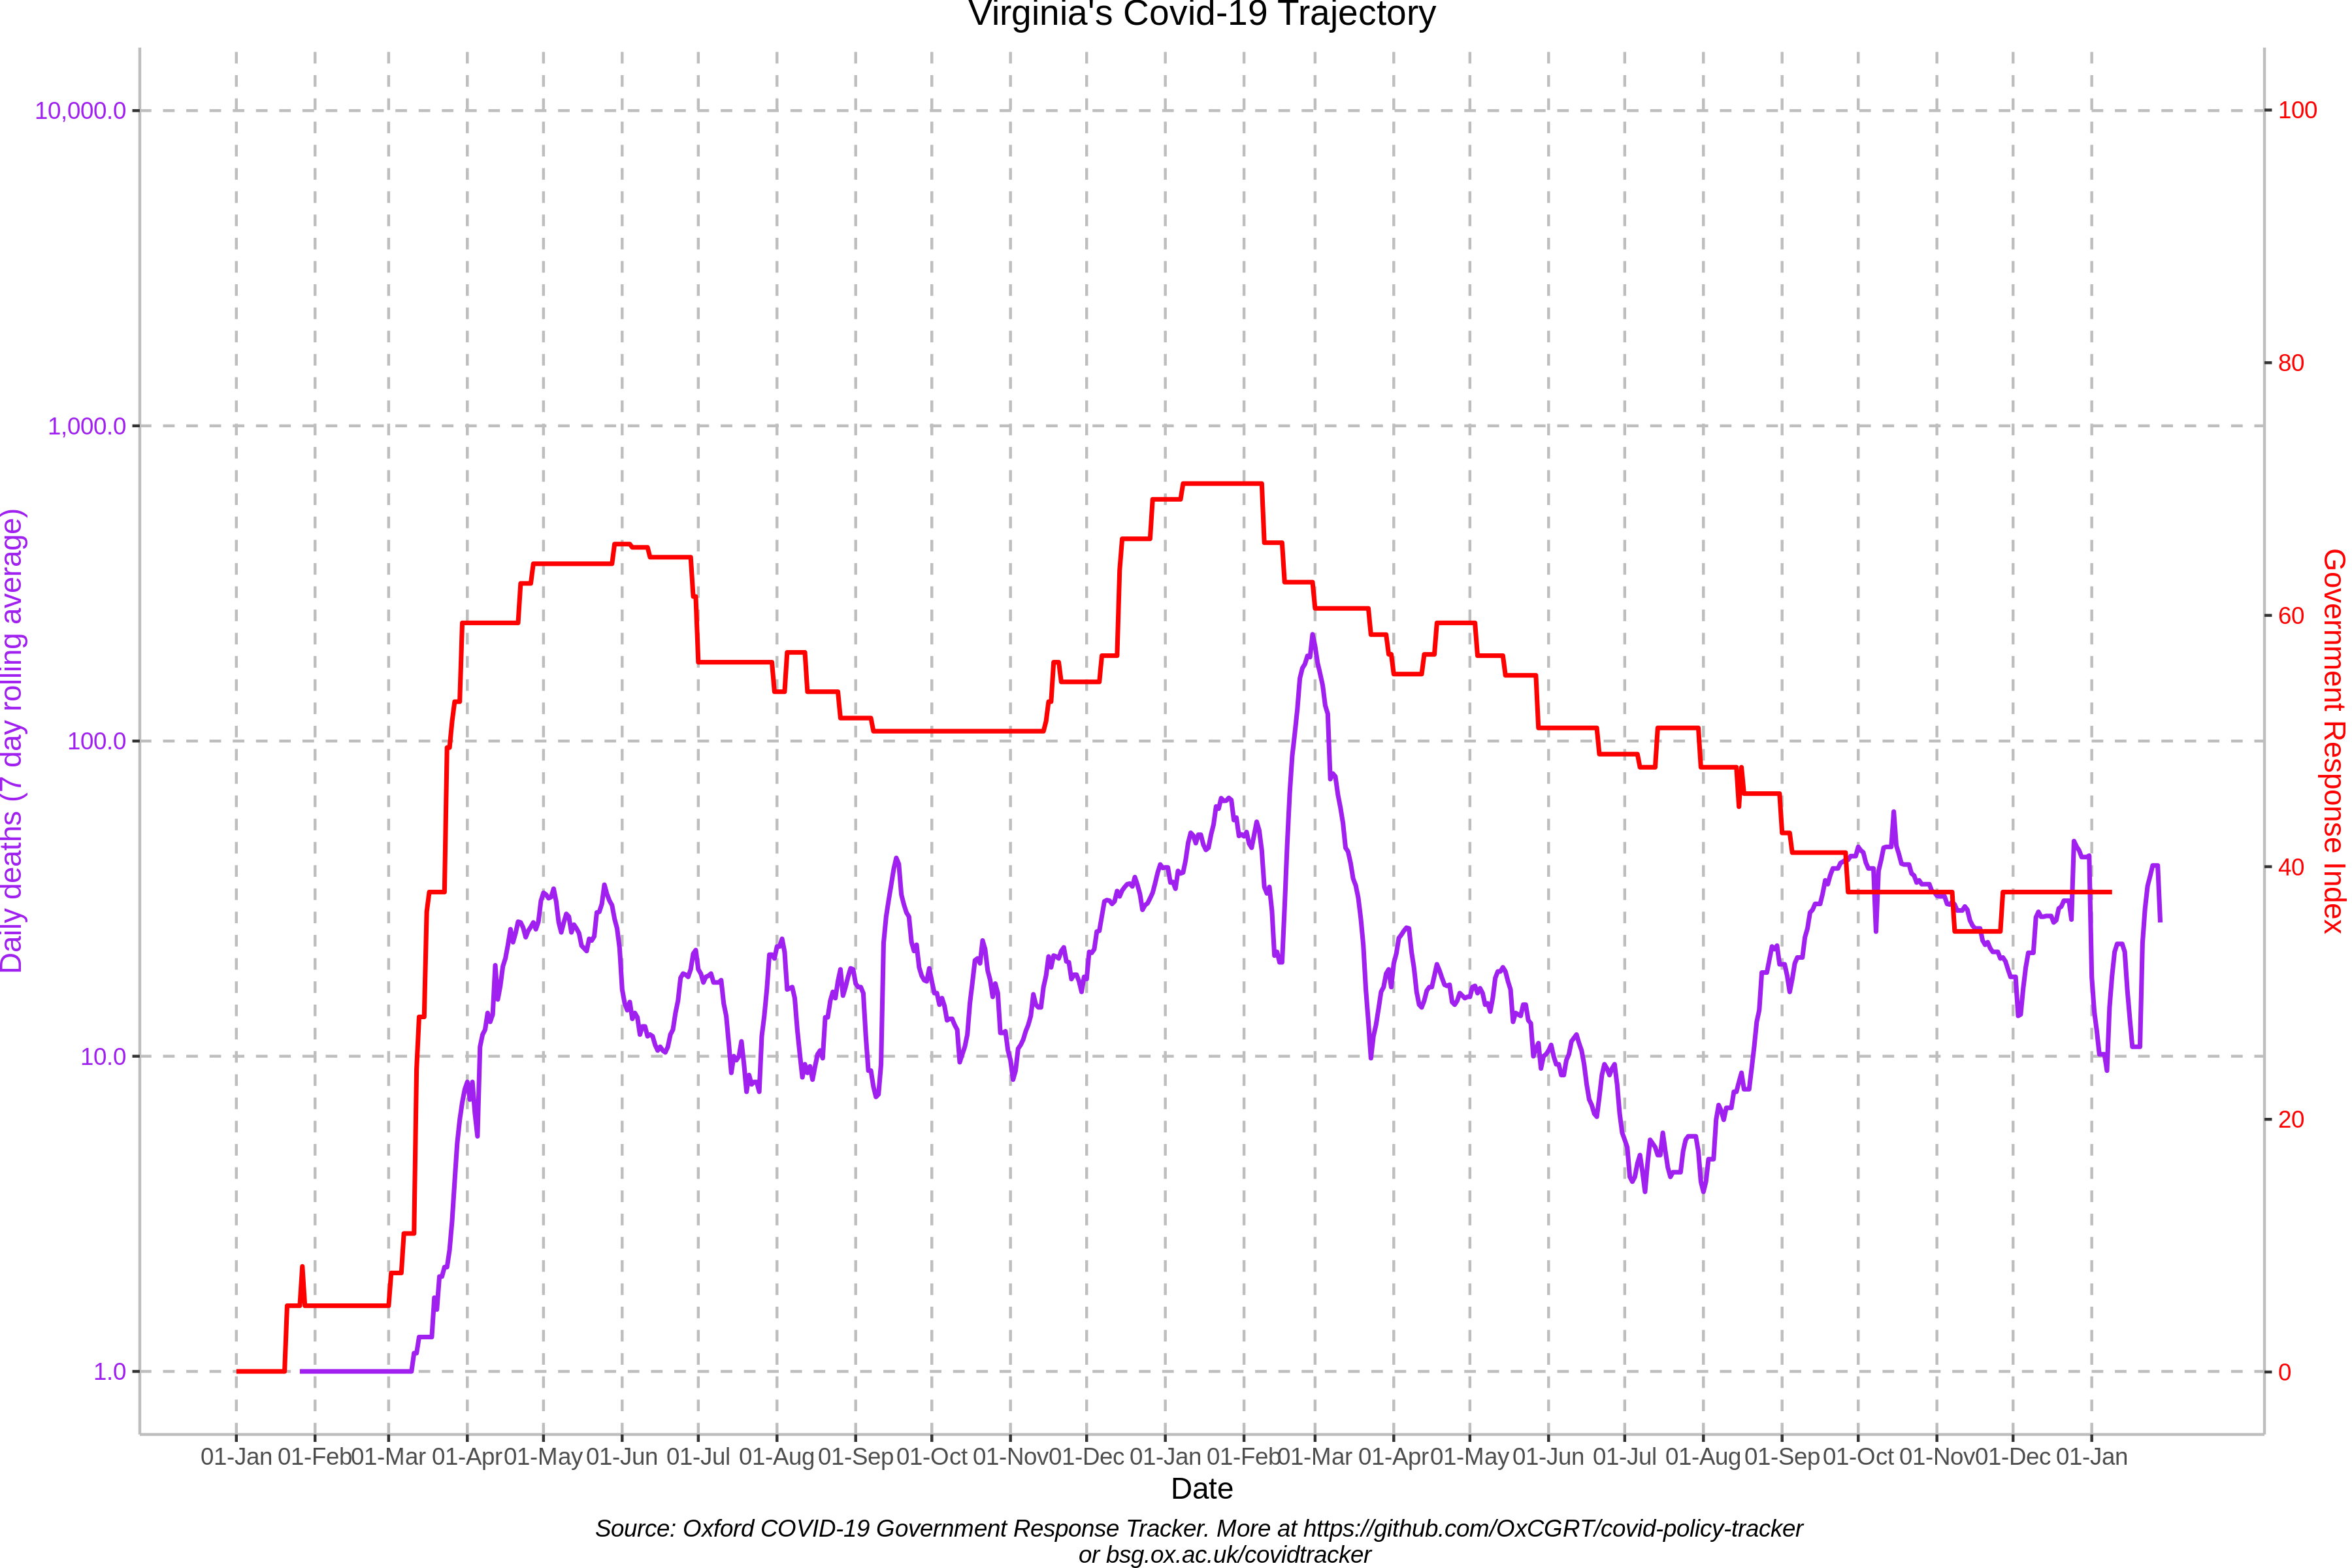 Virginia's Covid-19 Trajectory
10,000.0
1,000.0
100.0
10.0
1.0
Daily deaths (7 day rolling average)
100
80
60
40
20
0
Government Response Index
01-Jan 01-Feb 01-Mar 01-Apr 01-May 01-Jun 01-Jul 01-Aug 01-Sep 01-Oct 01-Nov 01-Dec 01-Jan 01-Feb 01-Mar 01-Apr 01-May 01-Jun 01-Jul 01-Aug 01-Sep 01-Oct 01-Nov 01-Dec 01-Jan
Date
Source: Oxford COVID-19 Government Response Tracker. More at https://github.com/OxCGRT/covid-policy-tracker
or bsg.ox.ac.uk/covidtracker